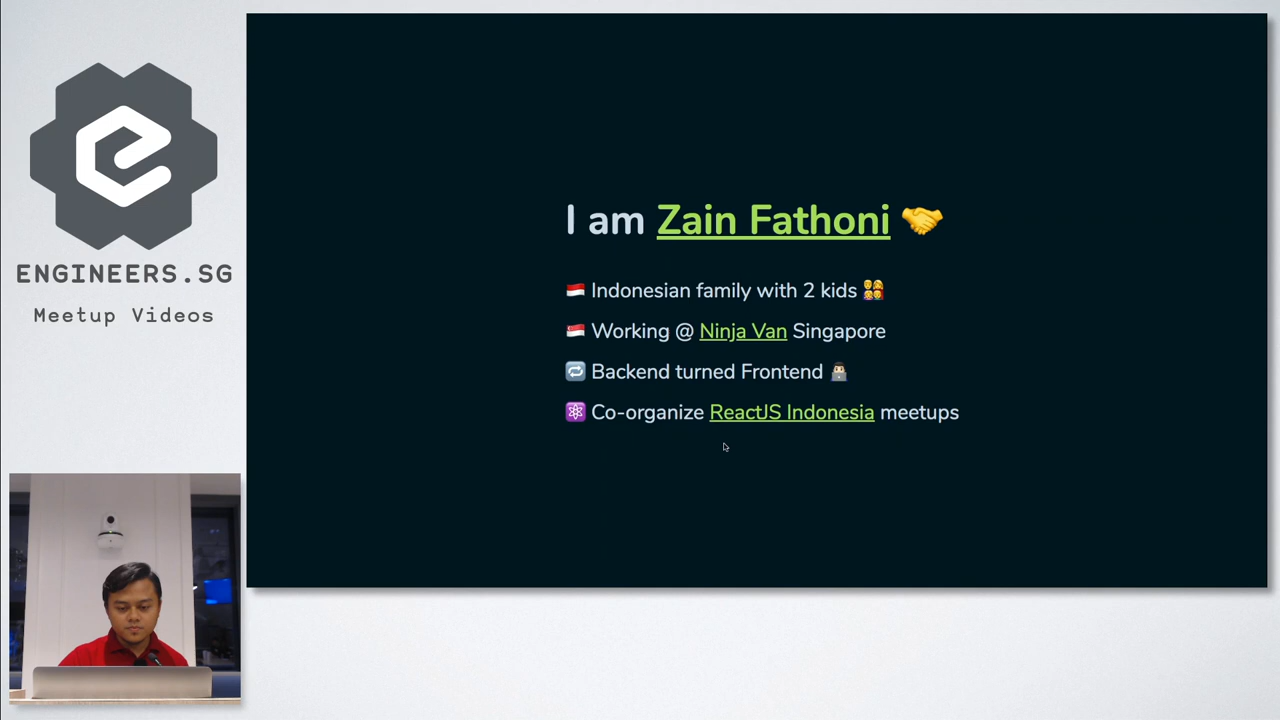 ENGINEERS.SG
Meetup Videos
I am Zain Fathoni 🤝
🇮🇩 Indonesian family with 2 kids 👨‍👩‍👧‍👦
🇸🇬 Working @ Ninja Van Singapore
🔁 Backend turned Frontend 👨🏻‍💻
⚛️ Co-organize ReactJS Indonesia meetups